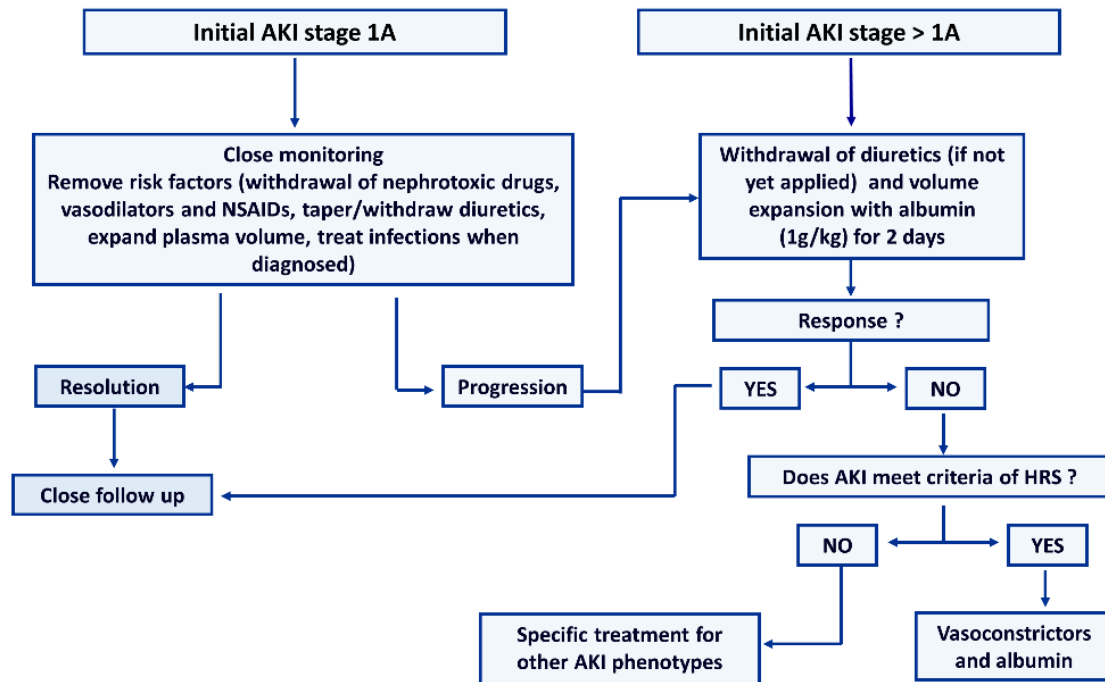 Initial AKI stage 1A
Initial AKI stage > 1A
Close monitoring
Remove risk factors (withdrawal of nephrotoxic drugs,
vasodilators and NSAIDs, taper/withdraw diuretics,
expand plasma volume, treat infections when
diagnosed)
Withdrawal of diuretics (if not
yet applied) and volume
expansion with albumin
(1g/kg) for 2 days
Response ?
Resolution
Progression
YES
NO
Close follow up
Does AKI meet criteria of HRS ?
NO
YES
Specific treatment for
other AKI phenotypes
Vasoconstrictors
and albumin